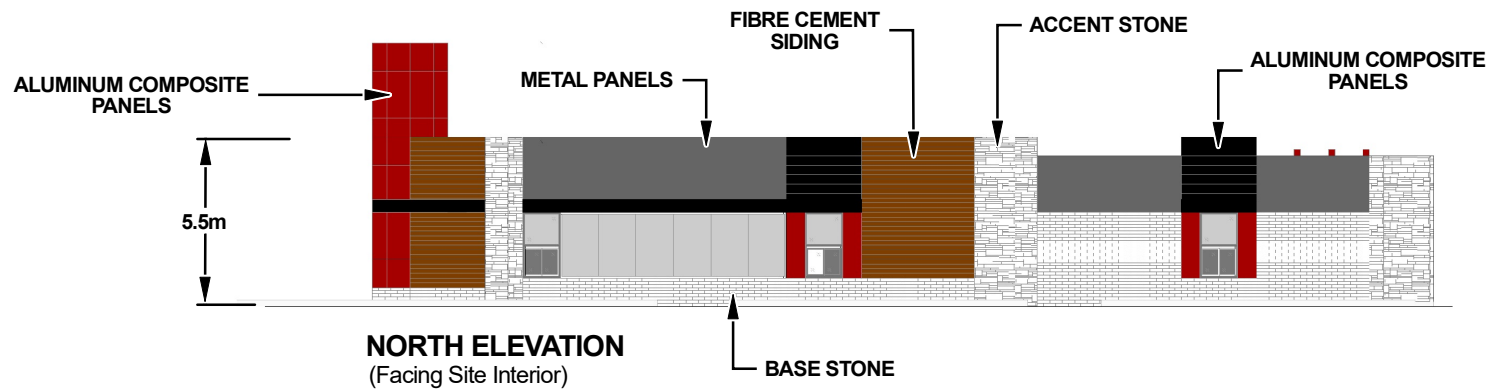 FIBRE CEMENT
SIDING
ACCENT STONE
ALUMINUM COMPOSITE
PANELS
METAL PANELS
ALUMINUM COMPOSITE
PANELS
5.5m
NORTH ELEVATION
(Facing Site Interior)
BASE STONE